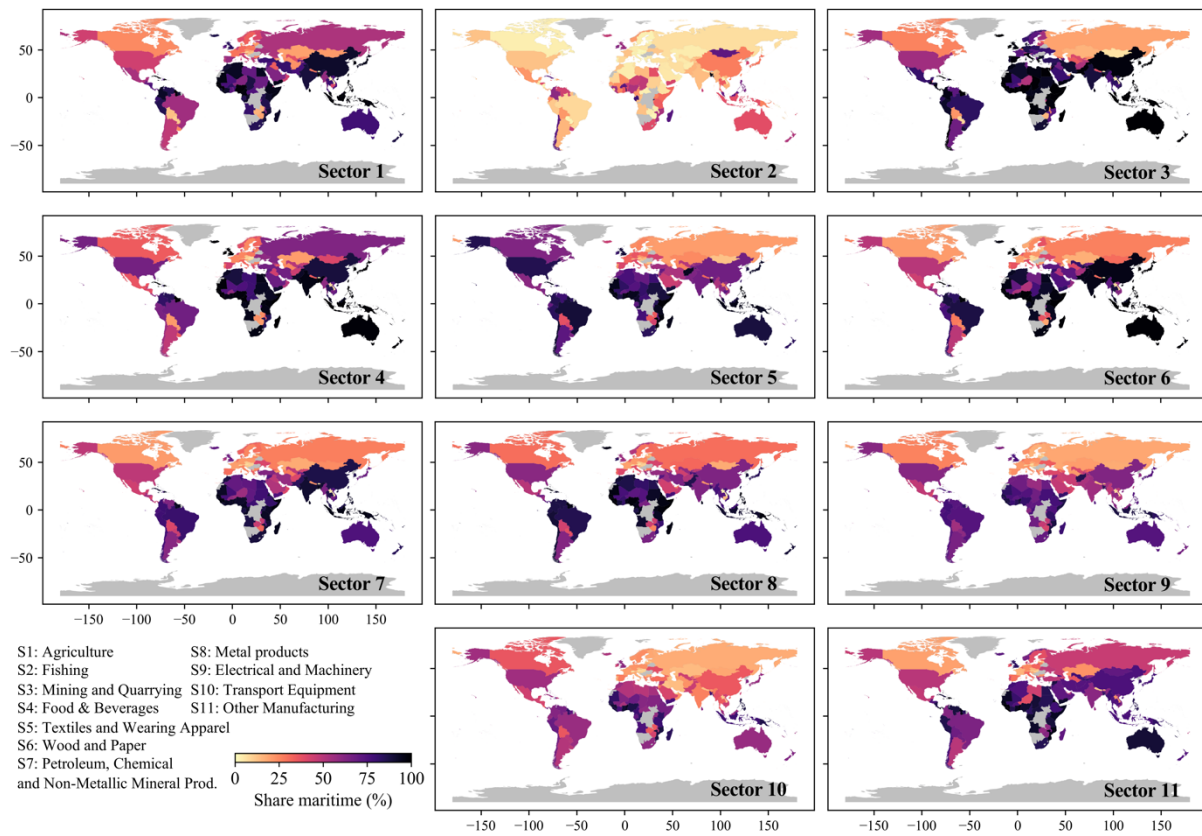 50
0
−50
Sector 1
Sector 2
Sector 3
50
0
−50
Sector 4
Sector 5
Sector 6
50
0
−50
Sector 7
Sector 8
Sector 9
−150 −100 −50 0 50 100 150
S1: Agriculture
S2: Fishing
S3: Mining and Quarrying
S4: Food & Beverages
S5: Textiles and Wearing Apparel
S6: Wood and Paper
S7: Petroleum, Chemical
and Non-Metallic Mineral Prod.
S8: Metal products
S9: Electrical and Machinery
S10: Transport Equipment
S11: Other Manufacturing
0 25 50 75 100
Share maritime (%)
Sector 10
Sector 11
−150 −100 −50 0 50 100 150
−150 −100 −50 0 50 100 150